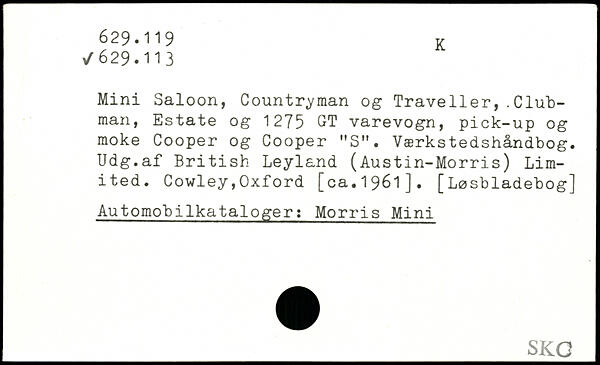 629.119
K
✓629.113
Mini Saloon, Countryman og Traveller, Club-
man, Estate og 1275 GT varevogn, pick-up og
moke Cooper og Cooper "S". Værkstedshåndbog.
Udg.af British Leyland (Austin-Morris) Lim-
ited. Cowley,Oxford [ca.1961]. [Løsbladebog]
Automobilkataloger: Morris Mini
SKC